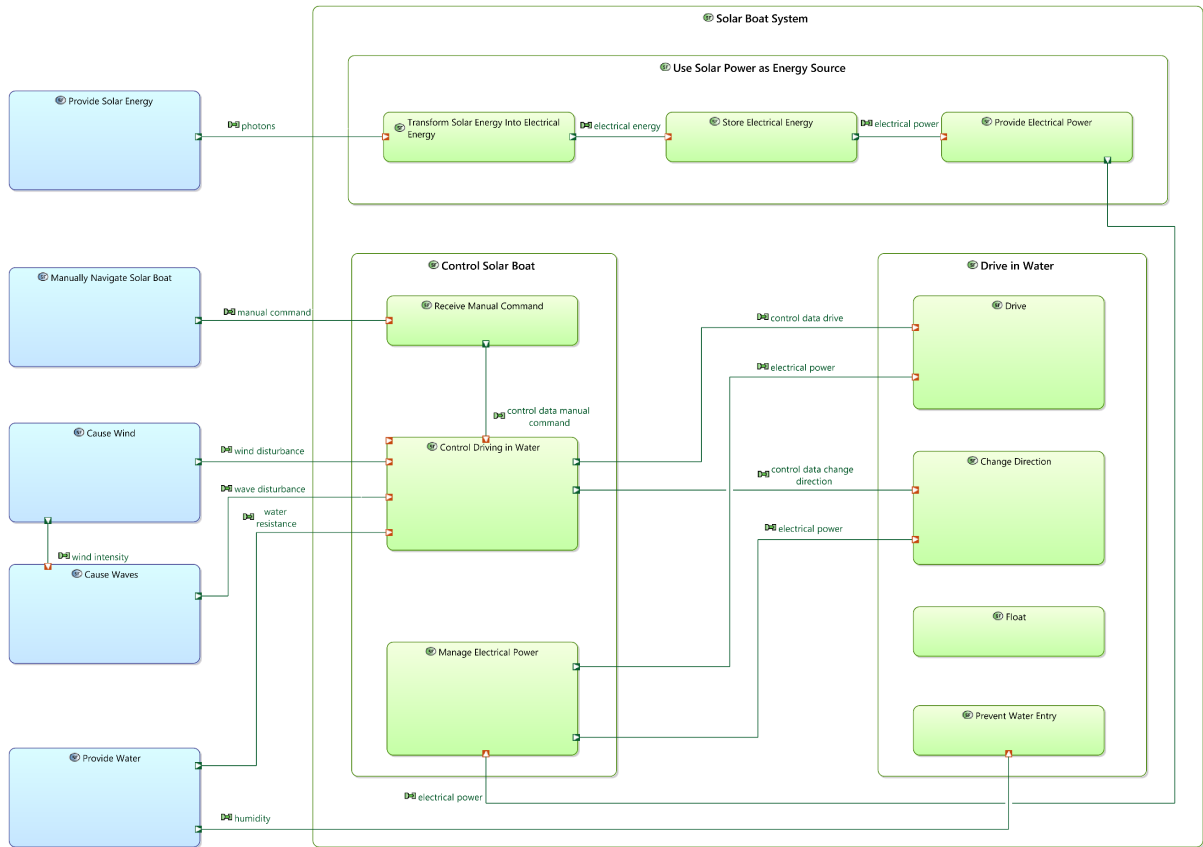 Solar Boat System
Use Solar Power as Energy Source
Provide Solar Energy
photons
Transform Solar Energy Into Electrical
Energy
electrical energy
Store Electrical Energy
electrical power
Provide Electrical Power
Control Solar Boat
Drive in Water
Manually Navigate Solar Boat
manual command
Receive Manual Command
Drive
control data drive
electrical power
control data manual
command
Cause Wind
wind disturbance
Control Driving in Water
control data change
direction
Change Direction
wave disturbance
water
resistance
electrical power
wind intensity
Cause Waves
Float
Manage Electrical Power
Prevent Water Entry
Provide Water
electrical power
humidity